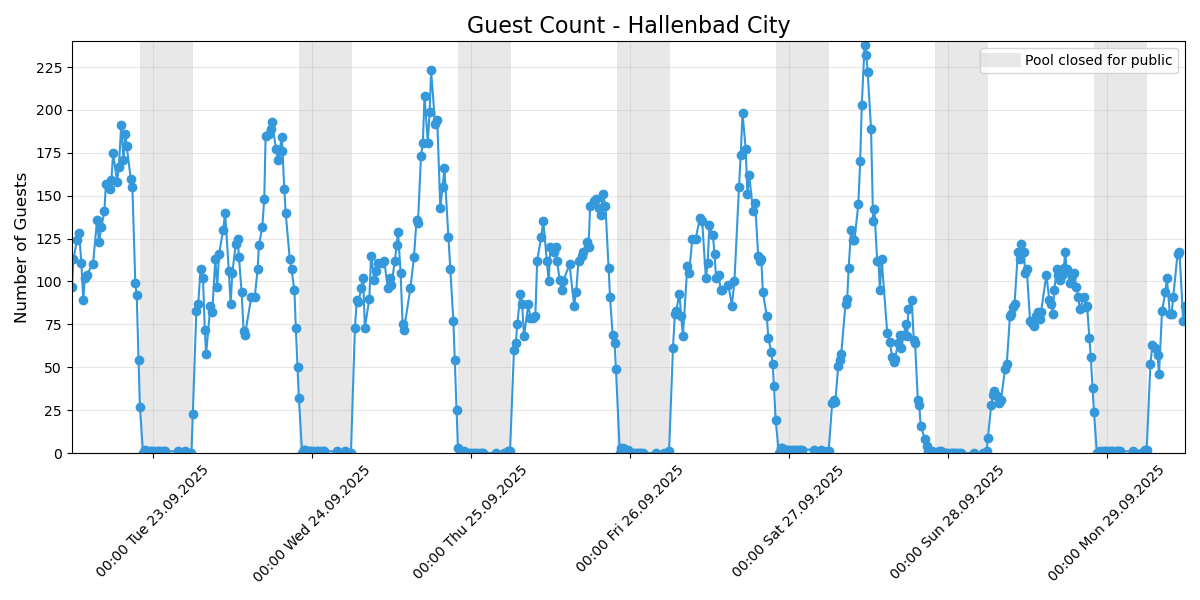 Guest Count - Hallenbad City
Pool closed for public
Number of Guests
225
200
175
150
125
100
75
50
25
0
00:00 Tue 23.09.2025
00:00 Wed 24.09.2025
00:00 Thu 25.09.2025
00:00 Fri 26.09.2025
00:00 Sat 27.09.2025
00:00 Sun 28.09.2025
00:00 Mon 29.09.2025